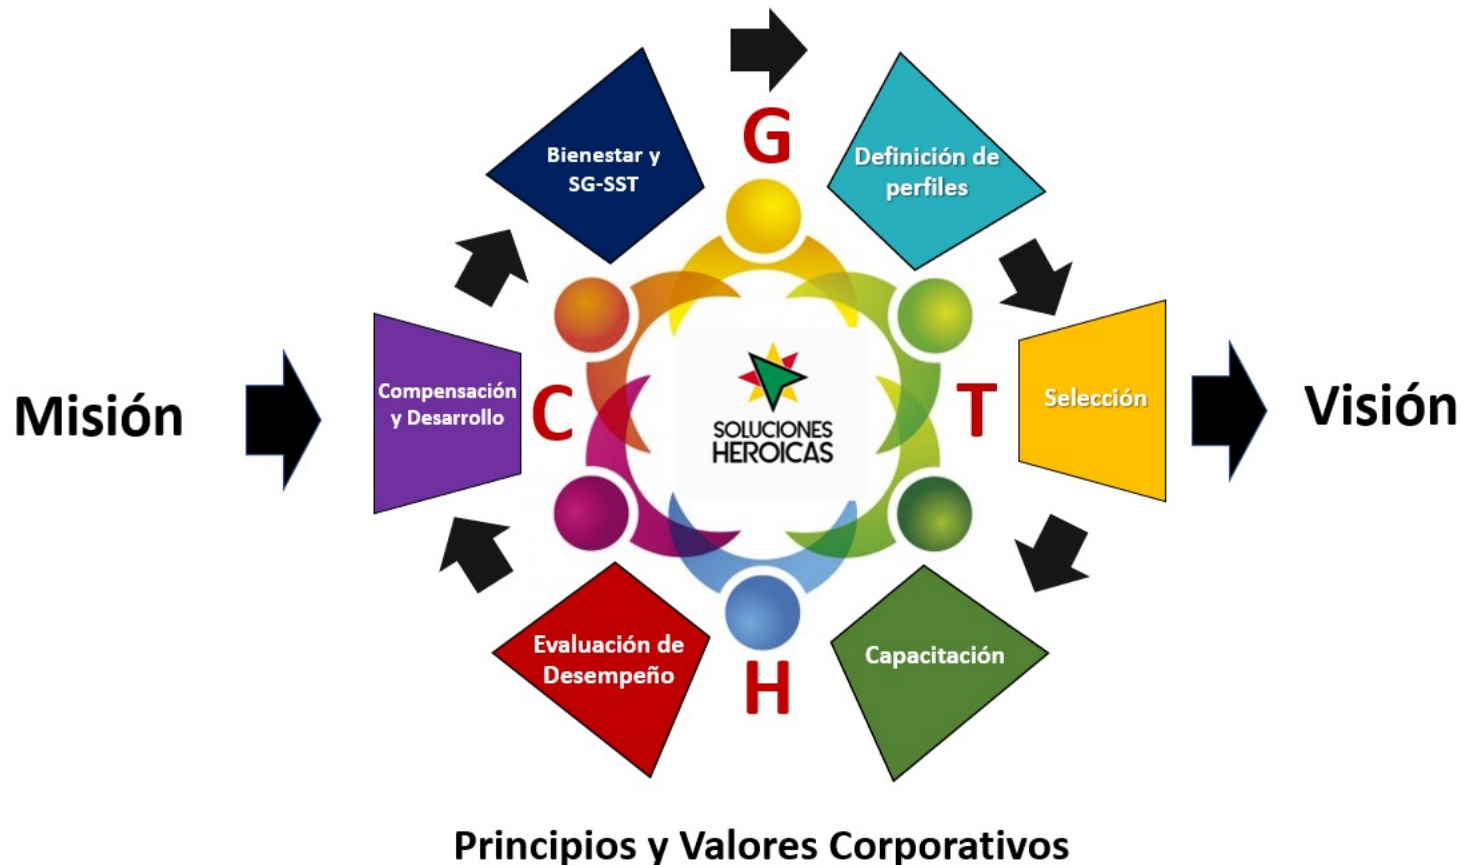 G
Bienestar y
SG-SST
Definición de
perfiles
Misión
Compensación
y Desarrollo
C
SOLUCIONES
HEROICAS
T
Selección
Visión
Evaluación de
Desempeño
H
Capacitación
Principios y Valores Corporativos